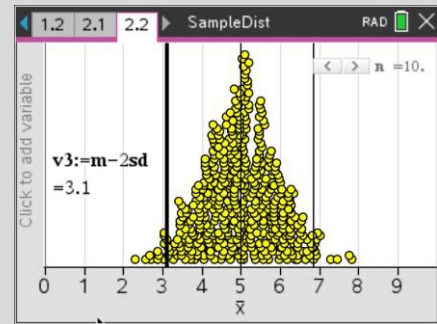 1.2 2.1 2.2 SampleDist RAD
n =10.
Click to add variable
v3:=m−2sd
=3.1
0 1 2 3 4 5 6 7 8 9
x̄